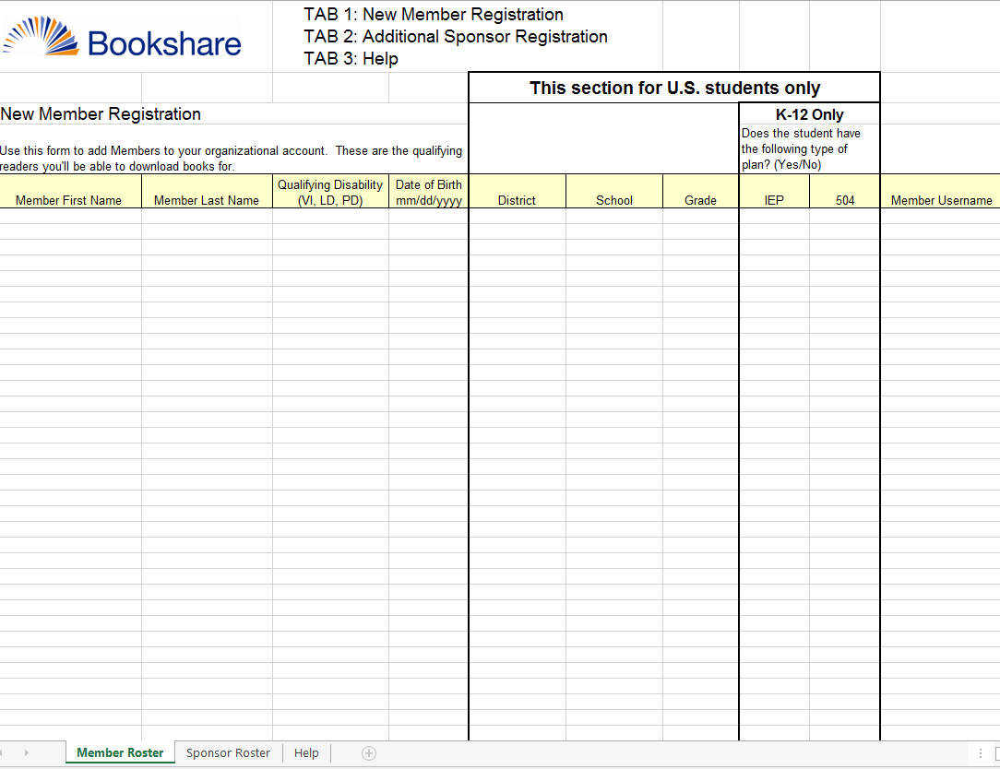 Bookshare
TAB 1: New Member Registration
TAB 2: Additional Sponsor Registration
TAB 3: Help
This section for U.S. students only
New Member Registration
K-12 Only
Use this form to add Members to your organizational account.  These are the qualifying
readers you'll be able to download books for.
Does the student have
the following type of
plan? (Yes/No)
Member First Name
Member Last Name
Qualifying Disability
(VI, LD, PD)
Date of Birth
mm/dd/yyyy
District
School
Grade
IEP
504
Member Username
Member Roster
Sponsor Roster
Help